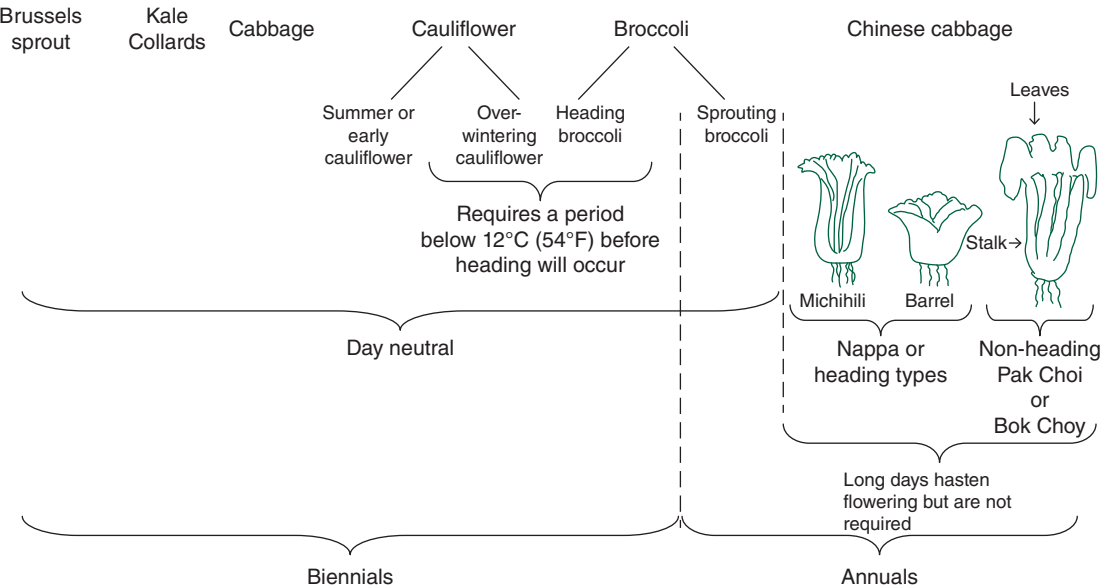 Brussels
sprout
Kale
Collards
Cabbage
Cauliflower
Broccoli
Chinese cabbage
Summer or
early
cauliflower
Over-
wintering
cauliflower
Heading
broccoli
Sprouting
broccoli
Leaves
Requires a period
below 12°C (54°F) before
heading will occur
Stalk
Michihili
Barrel
Day neutral
Nappa or
heading types
Non-heading
Pak Choi
or
Bok Choy
Long days hasten
flowering but are not
required
Biennials
Annuals